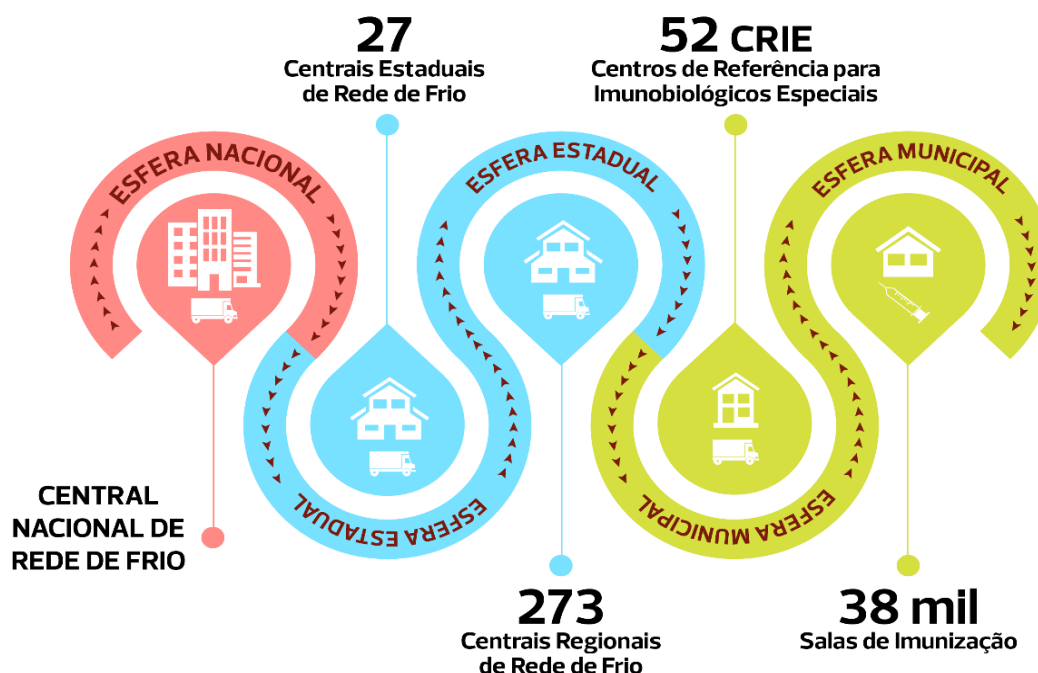 27
Centrais Estaduais
de Rede de Frio
52 CRIE
Centros de Referência para
Imunobiológicos Especiais
ESFERA NACIONAL
ESFERA ESTADUAL
ESFERA MUNICIPAL
ESFERA ESTADUAL
ESFERA MUNICIPAL
CENTRAL
NACIONAL DE
REDE DE FRIO
273
Centrais Regionais
de Rede de Frio
38 mil
Salas de Imunização